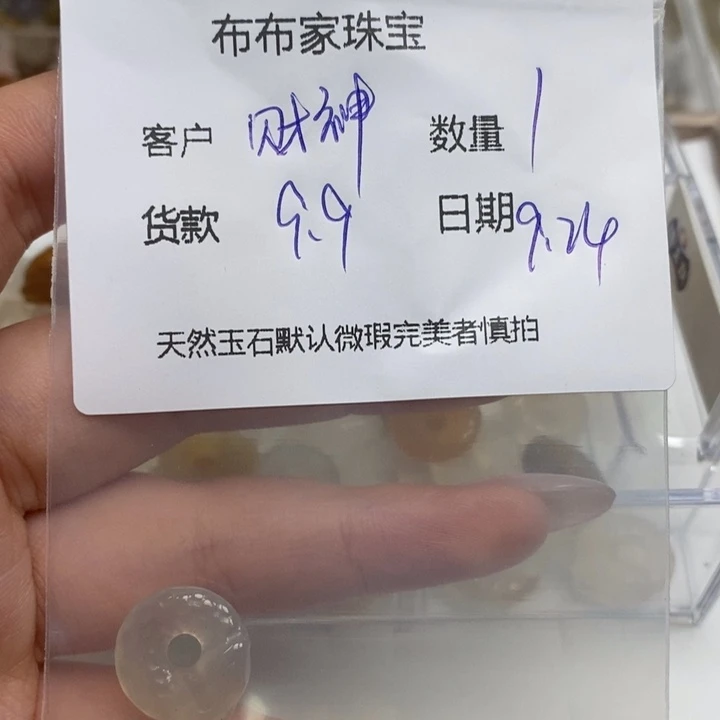 布布家珠宝
客户 财神 数量 1
货款 9.9 日期 9.24
天然玉石默认微瑕完美者慎拍